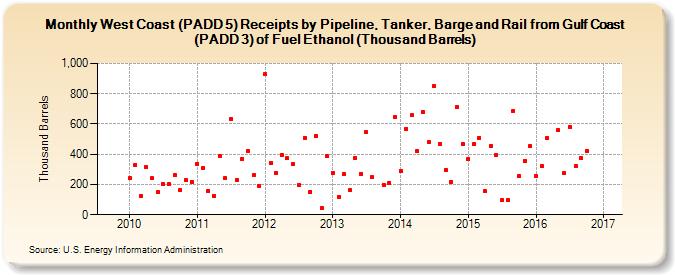 Monthly West Coast (PADD 5) Receipts by Pipeline, Tanker, Barge and Rail from Gulf Coast
(PADD 3) of Fuel Ethanol (Thousand Barrels)
Thousand Barrels
1,000
800
600
400
200
0
2010 2011 2012 2013 2014 2015 2016 2017
Source: U.S. Energy Information Administration